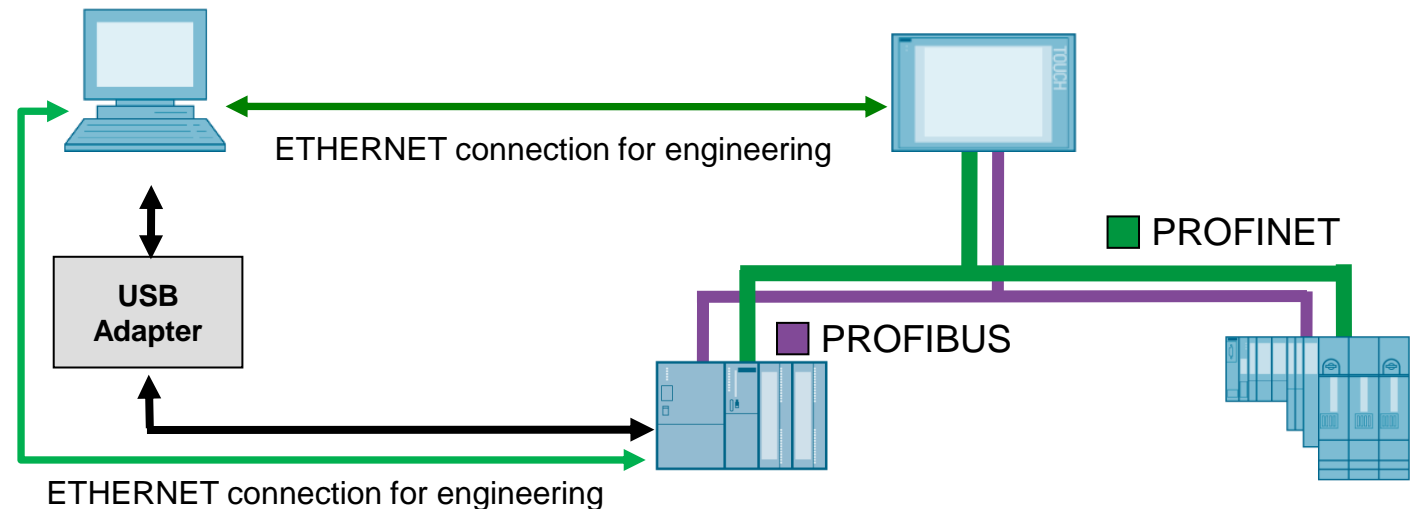 TOUCH
ETHERNET connection for engineering
PROFINET
USB
Adapter
PROFIBUS
ETHERNET connection for engineering